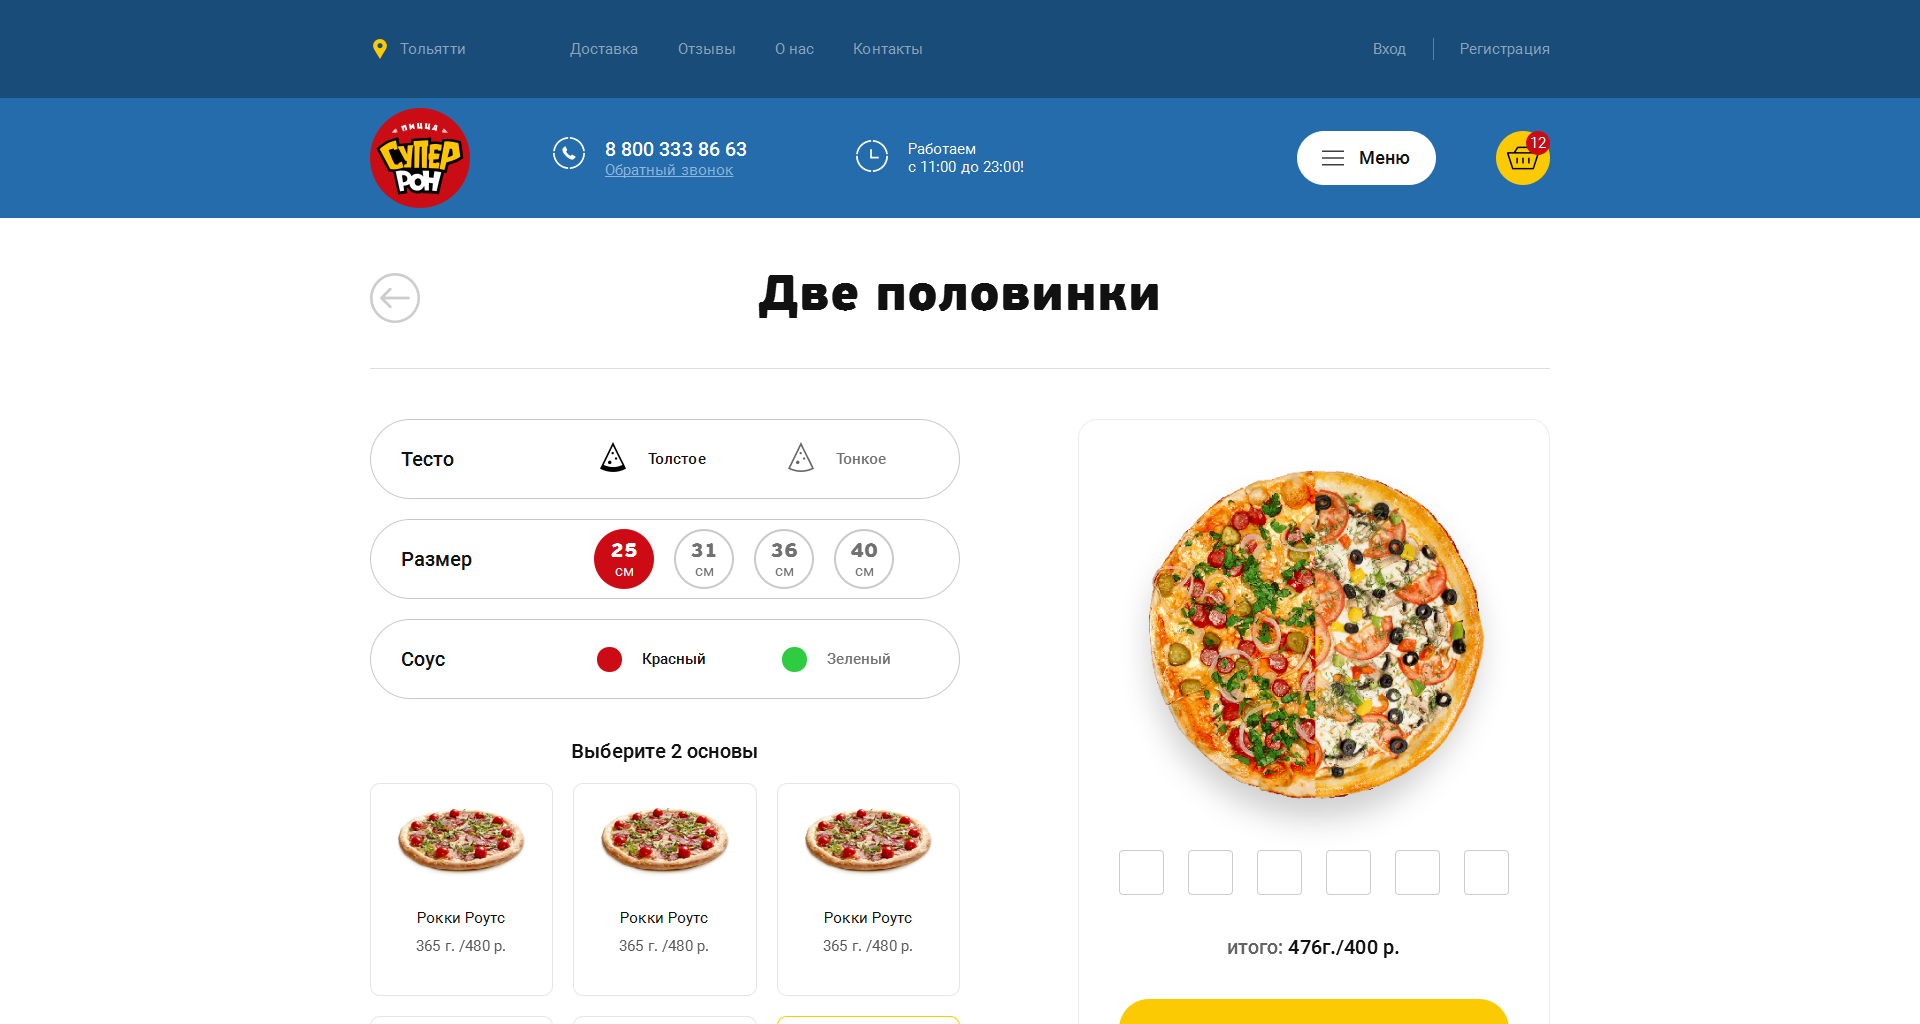 Тольятти
Доставка
Отзывы
О нас
Контакты
Вход
Регистрация
ПИЦЦА
СУПЕР
РОН
8 800 333 86 63
Обратный звонок
Работаем
с 11:00 до 23:00!
Меню
12
Две половинки
Тесто
Толстое
Тонкое
Размер
25
см
31
см
36
см
40
см
Соус
Красный
Зеленый
Выберите 2 основы
Рокки Роутс
365 г. /480 р.
Рокки Роутс
365 г. /480 р.
Рокки Роутс
365 г. /480 р.
итого: 476г./400 р.